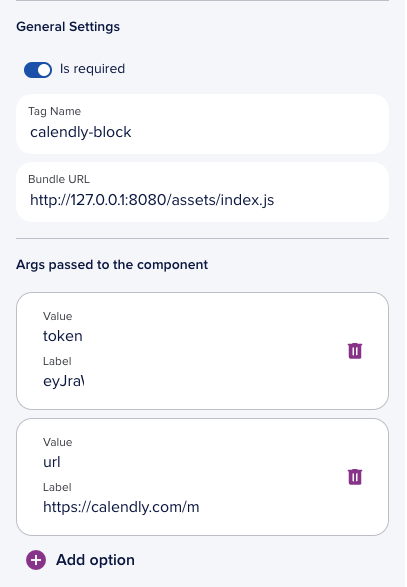 General Settings
Is required
Tag Name
calendly-block
Bundle URL
http://127.0.0.1:8080/assets/index.js
Args passed to the component
Value
token
Label
eyJra
Value
url
Label
https://calendly.com/m
Add option